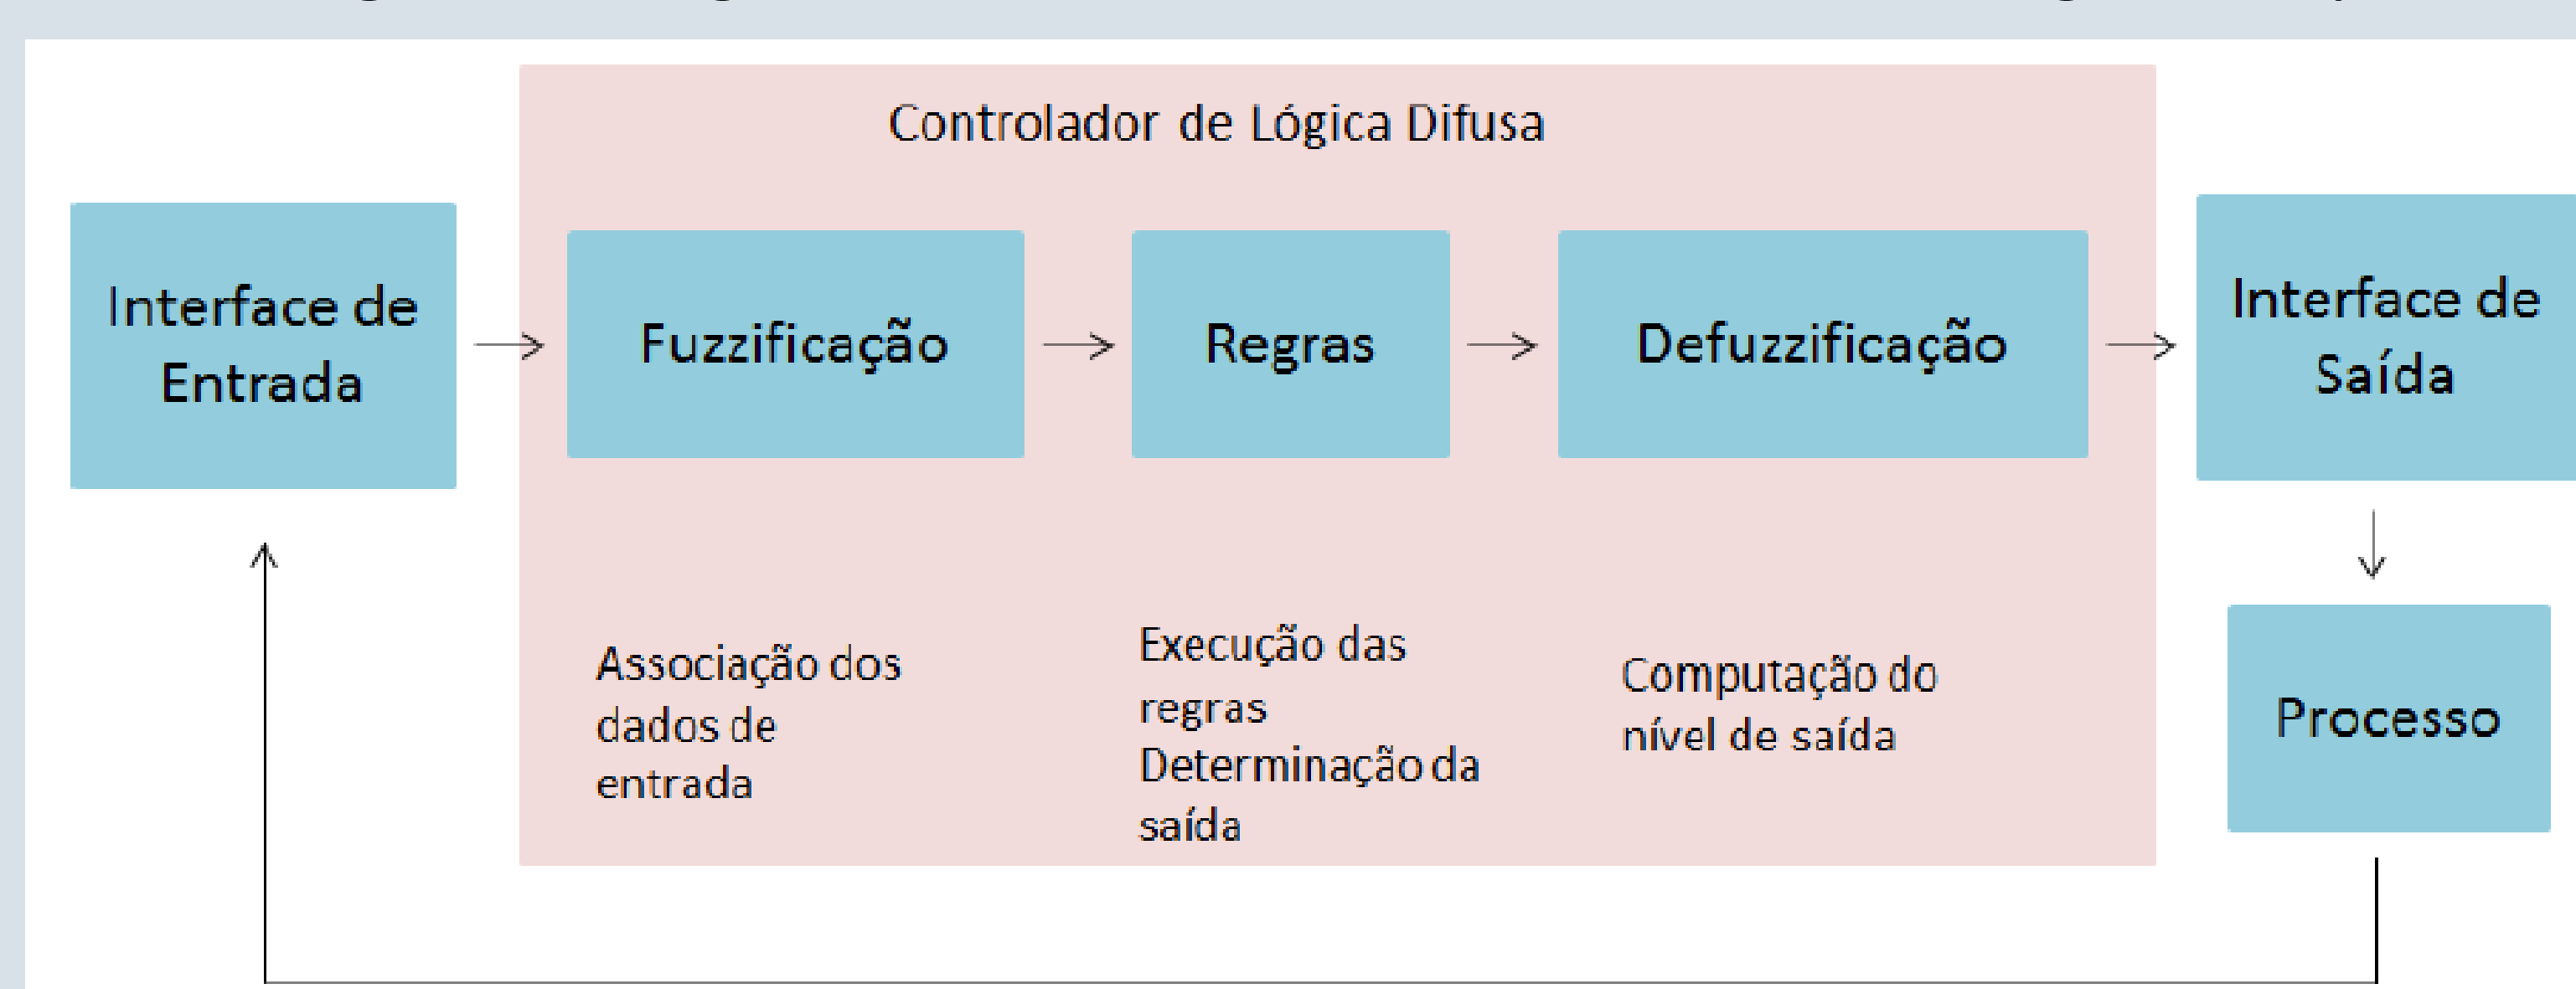 Controlador de Lógica Difusa
Interface de
Entrada
Fuzzificação
Regras
Defuzzificação
Interface de
Saída
Associação dos
dados de
entrada
Execução das
regras
Determinação da
saída
Computação do
nível de saída
Processo